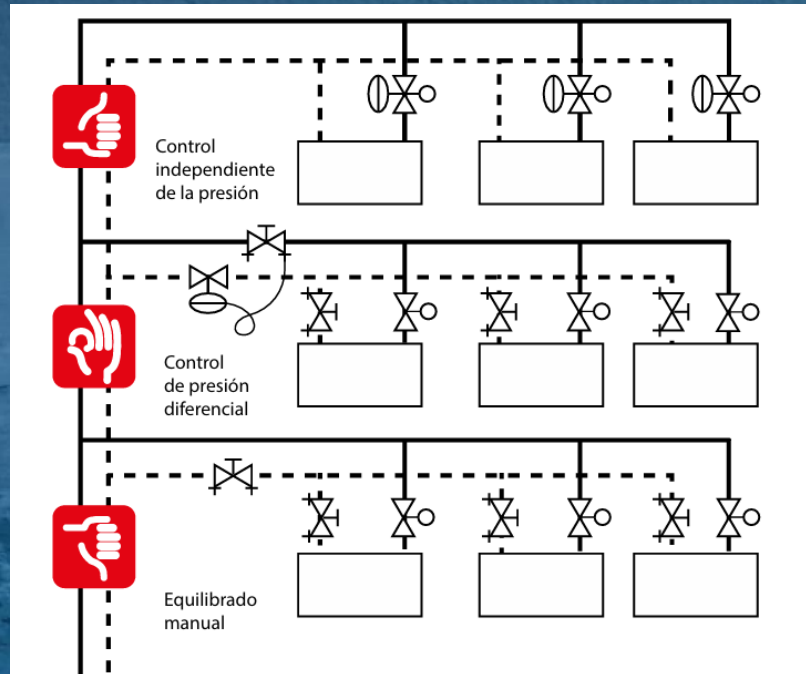 Control
independiente
de la presión
Control
de presión
diferencial
Equilibrado
manual